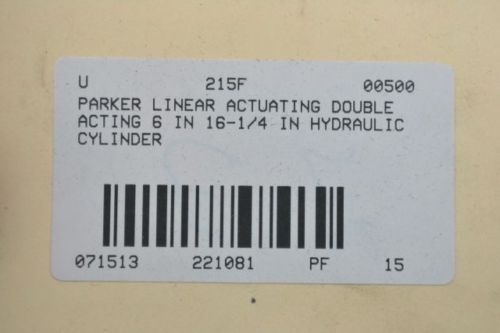 U 215F 00500
PARKER LINEAR ACTUATING DOUBLE
ACTING 6 IN 16-1/4 IN HYDRAULIC
CYLINDER
071513 221081 PF 15